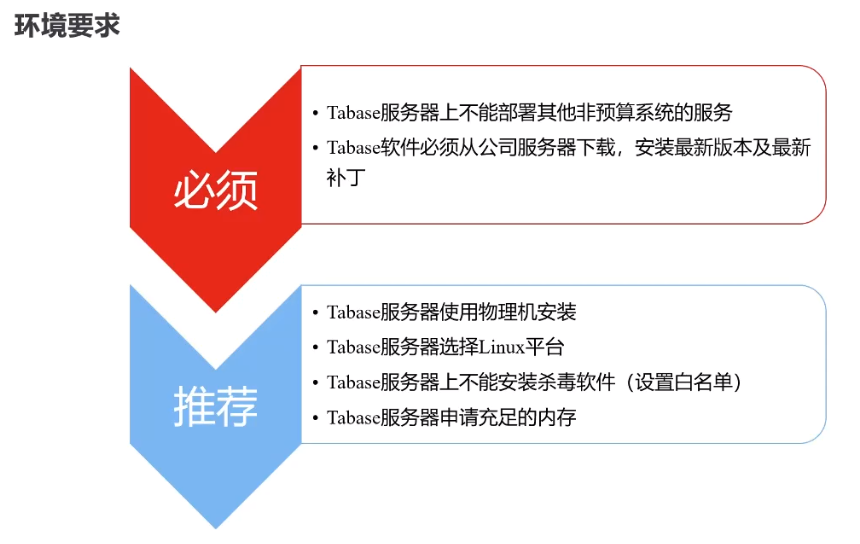 环境要求
必须
• Tabase服务器上不能部署其他非预算系统的服务
• Tabase软件必须从公司服务器下载，安装最新版本及最新
补丁
推荐
• Tabase服务器使用物理机安装
• Tabase服务器选择Linux平台
• Tabase服务器上不能安装杀毒软件（设置白名单）
• Tabase服务器申请充足的内存